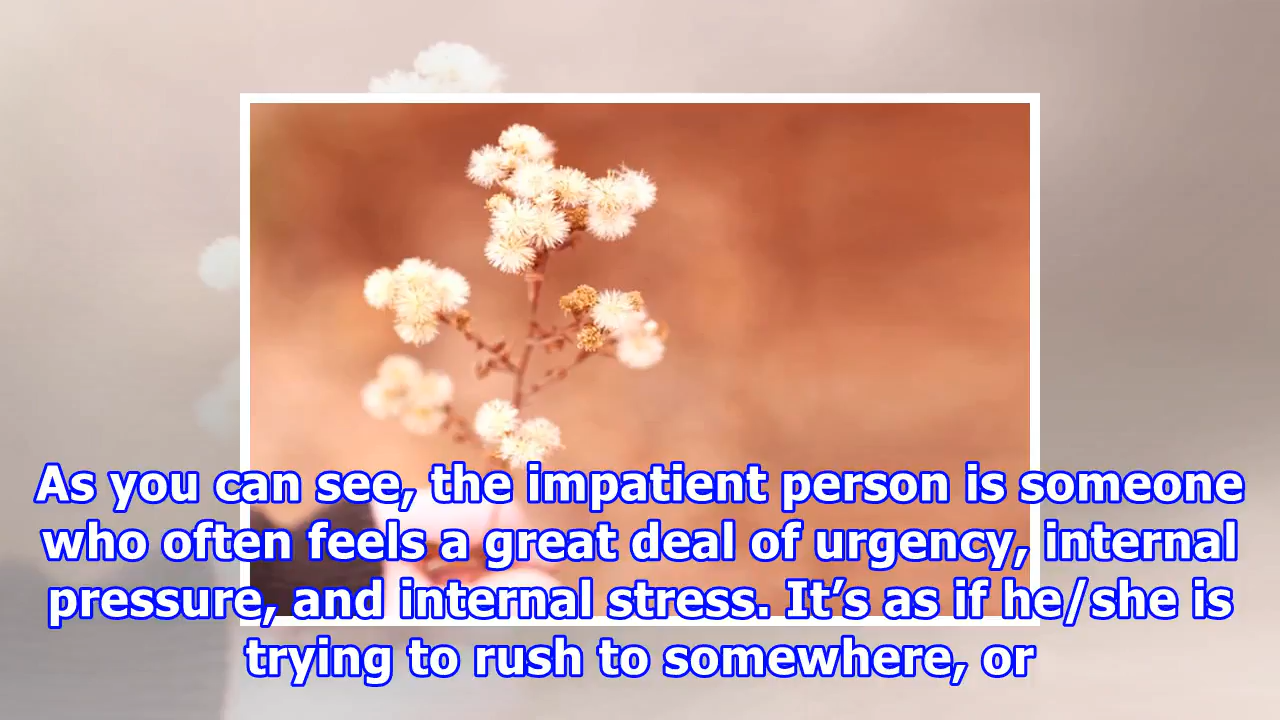 As you can see, the impatient person is someone
who often feels a great deal of urgency, internal
pressure, and internal stress. It’s as if he/she is
trying to rush to somewhere, or